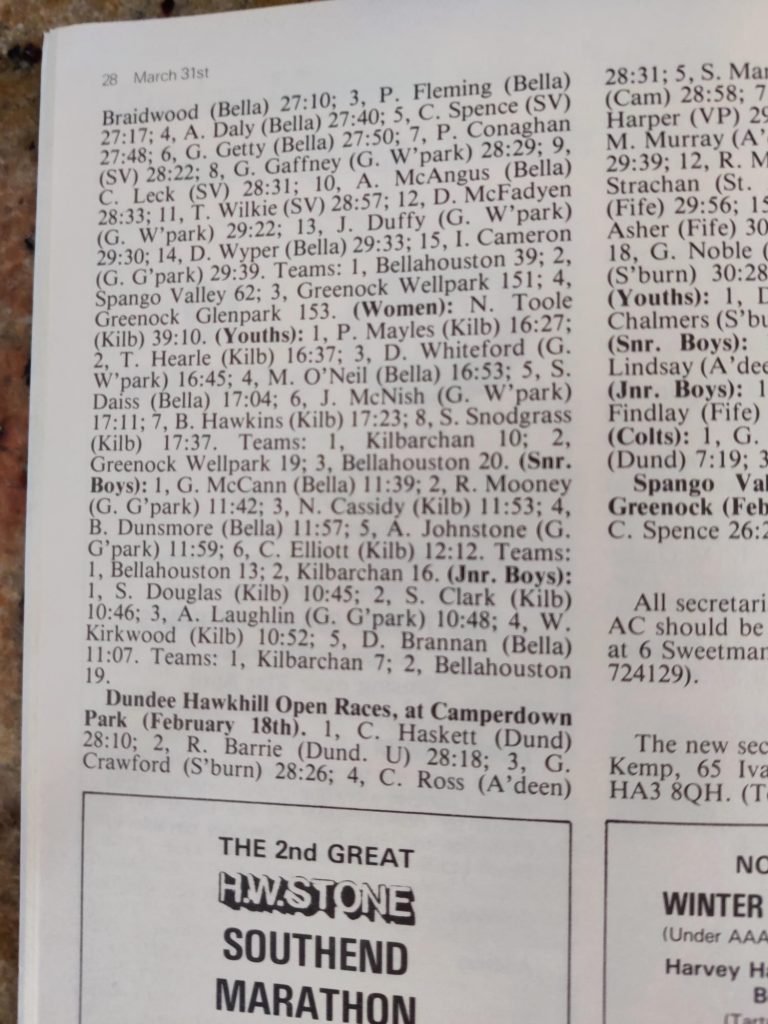 28 March 31st
Braidwood (Bella) 27:10; 3, P. Fleming (Bella)
27:17; 4, A. Daly (Bella) 27:40; 5, C. Spence (SV)
27:48; 6, G. Getty (Bella) 27:50; 7, P. Conaghan
(SV) 28:22; 8, G. Gaffney (G. W'park) 28:29; 9,
C. Leck (SV) 28:31; 10, A. McAngus (Bella)
28:33; 11, T. Wilkie (SV) 28:57; 12, D. McFadyen
(G. W'park) 29:22; 13, J. Duffy (G. W'park)
29:30; 14, D. Wyper (Bella) 29:33; 15, I. Cameron
(G. G'park) 29:39. Teams: 1, Bellahouston 39; 2,
Spango Valley 62; 3, Greenock Wellpark 151; 4,
Greenock Glenpark 153. (Women): N. Toole
(Kilb) 39:10. (Youths): 1, P. Mayles (Kilb) 16:27;
2, T. Hearle (Kilb) 16:37; 3, D. Whiteford (G.
W'park) 16:45; 4, M. O'Neil (Bella) 16:53; 5, S.
Daiss (Bella) 17:04; 6, J. McNish (G. W'park)
17:11; 7, B. Hawkins (Kilb) 17:23; 8, S. Snodgrass
(Kilb) 17:37. Teams: 1, Kilbarchan 10; 2,
Greenock Wellpark 19; 3, Bellahouston 20. (Snr.
Boys): 1, G. McCann (Bella) 11:39; 2, R. Mooney
(G. G'park) 11:42; 3, N. Cassidy (Kilb) 11:53; 4,
B. Dunsmore (Bella) 11:57; 5, A. Johnstone (G.
G'park) 11:59; 6, C. Elliott (Kilb) 12:12. Teams:
1, Bellahouston 13; 2, Kilbarchan 16. (Jnr. Boys):
1, S. Douglas (Kilb) 10:45; 2, S. Clark (Kilb)
10:46; 3, A. Laughlin (G. G'park) 10:48; 4, W.
Kirkwood (Kilb) 10:52; 5, D. Brannan (Bella)
11:07. Teams: 1, Kilbarchan 7; 2, Bellahouston
19.
Dundee Hawkhill Open Races, at Camperdown
Park (February 18th). 1, C. Haskett (Dund)
28:10; 2, R. Barrie (Dund. U) 28:18; 3, G.
Crawford (S'burn) 28:26; 4, C. Ross (A'deen)
THE 2nd GREAT
H.W.STONE
SOUTHEND
MARATHON
28:31; 5, S.
(Cam) 28:58; 7
Harper (VP)
M. Murray
29:39; 12, R.
Strachan (St.
(Fife) 29:56;
Asher (Fife)
18, G. Noble
(S'burn) 30:28
(Youths): 1,
Chalmers
(Snr. Boys):
Lindsay
(Jnr. Boys):
Findlay (Fife)
(Colts): 1, G.
(Dund) 7:19;
Spango
Greenock
C. Spence
All
AC should be
at 6
724129).
The new
Kemp, 65
HA3 8QH.
WINTER
(Under
Harvey